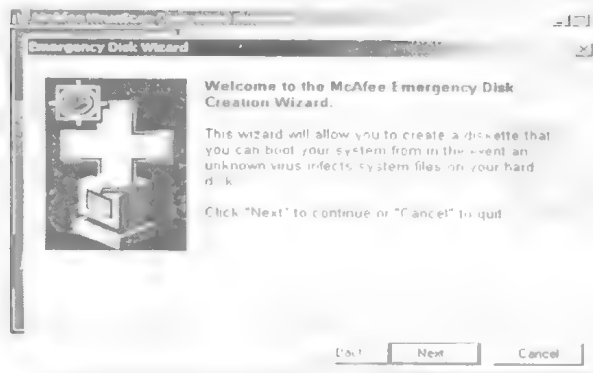 McAfee
Emergency Disk Wizard
Welcome to the McAfee Emergency Disk
Creation Wizard.
This wizard will allow you to create a diskette that
you can boot your system from in the event an
unknown virus infects system files on your hard
disk.
Click "Next" to continue or "Cancel" to quit
Back
Next
Cancel